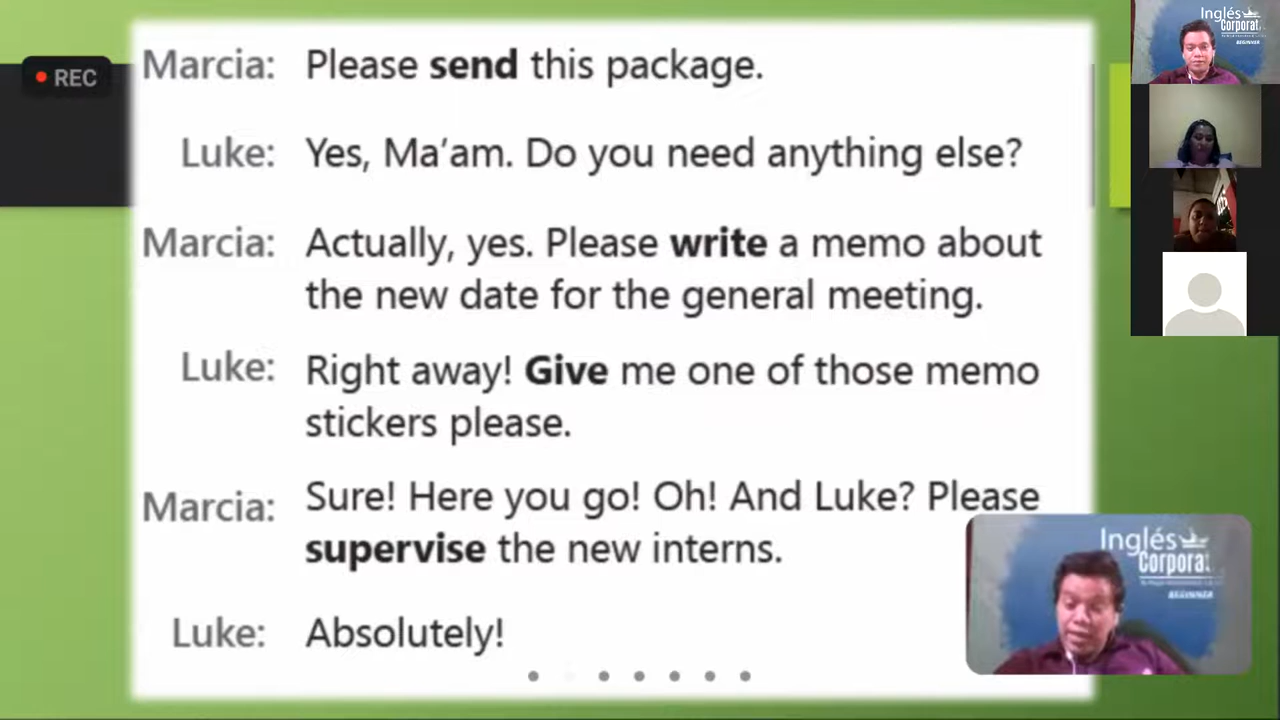 REC
Marcia: Please send this package.
Luke: Yes, Ma'am. Do you need anything else?
Marcia: Actually, yes. Please write a memo about
the new date for the general meeting.
Luke: Right away! Give me one of those memo
stickers please.
Marcia: Sure! Here you go! Oh! And Luke? Please
supervise the new interns.
Luke: Absolutely!
Inglés
Corporat
BEGINNER
Inglés
Corporat
BEGINNER